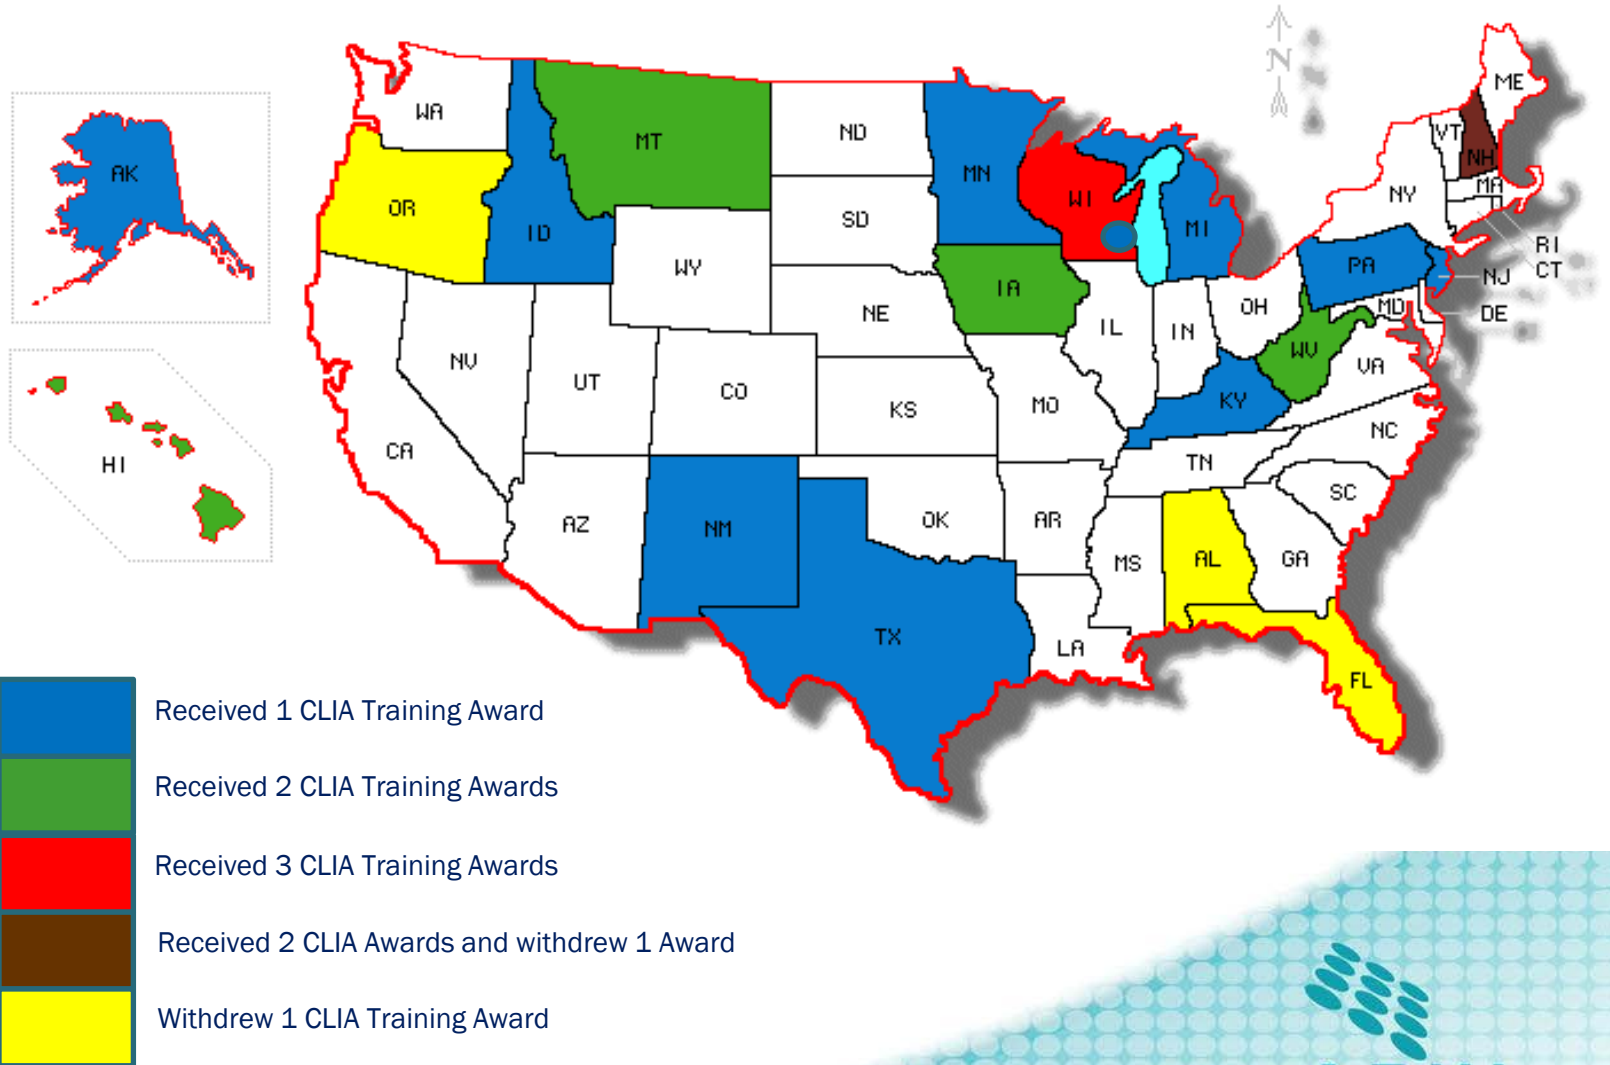 N
ME
WA
MT
ND
MN
VT
NH
AK
WI
MA
NY
OR
SD
ID
MI
RI
WY
PA
CT
NJ
IA
MD
DE
NE
OH
IL
IN
WV
NV
VA
UT
CO
KS
MO
KY
NC
CA
TN
HI
SC
AZ
NM
OK
AR
MS
AL
GA
TX
LA
FL
Received 1 CLIA Training Award
Received 2 CLIA Training Awards
Received 3 CLIA Training Awards
Received 2 CLIA Awards and withdrew 1 Award
Withdrew 1 CLIA Training Award